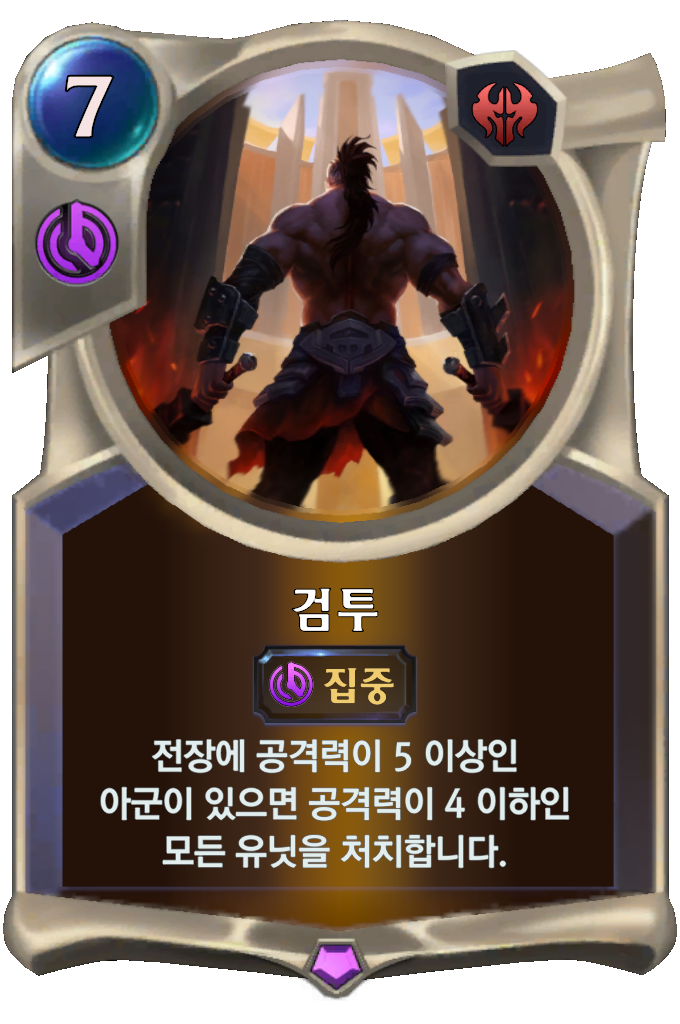 7
검투
집중
전장에 공격력이 5 이상인
아군이 있으면 공격력이 4 이하인
모든 유닛을 처치합니다.